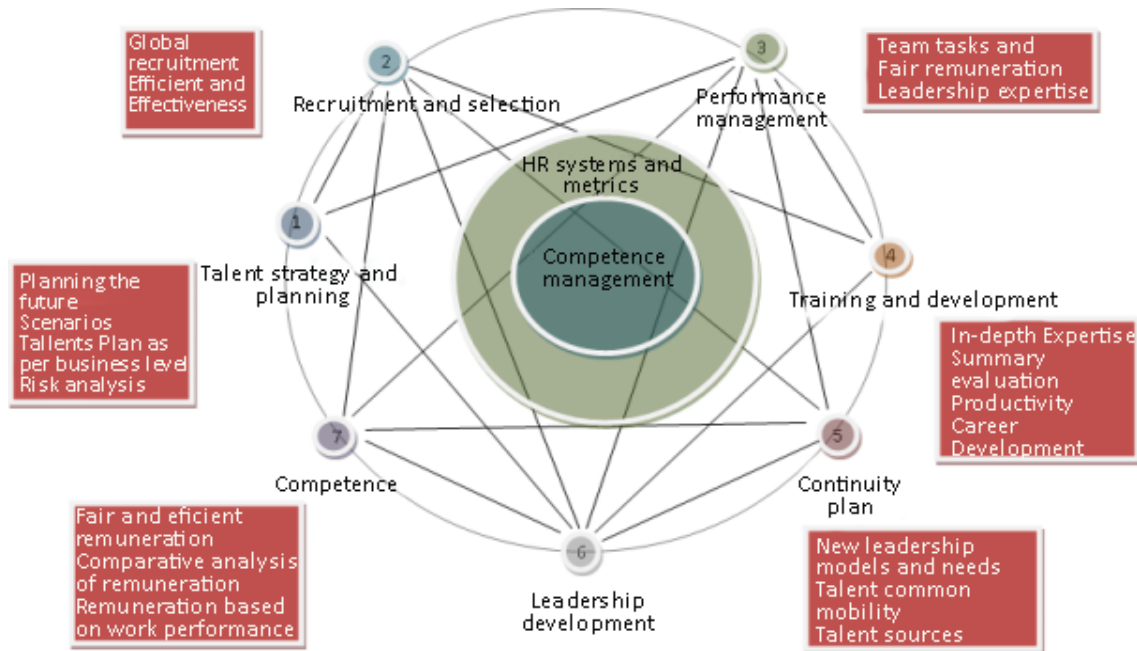 Global
recruitment
Efficient and
Effectiveness
2
Recruitment and selection
3
Performance
management
Team tasks and
Fair remuneration
Leadership expertise
HR systems and
metrics
Competence
management
1
Talent strategy and
planning
Planning the
future
Scenarios
Tallents Plan as
per business level
Risk analysis
4
Training and development
In-depth Expertise
Summary
evaluation
Productivity
Career
Development
7
Competence
Fair and eficient
remuneration
Comparative analysis
of remuneration
Remuneration based
on work performance
6
Leadership
development
5
Continuity
plan
New leadership
models and needs
Talent common
mobility
Talent sources